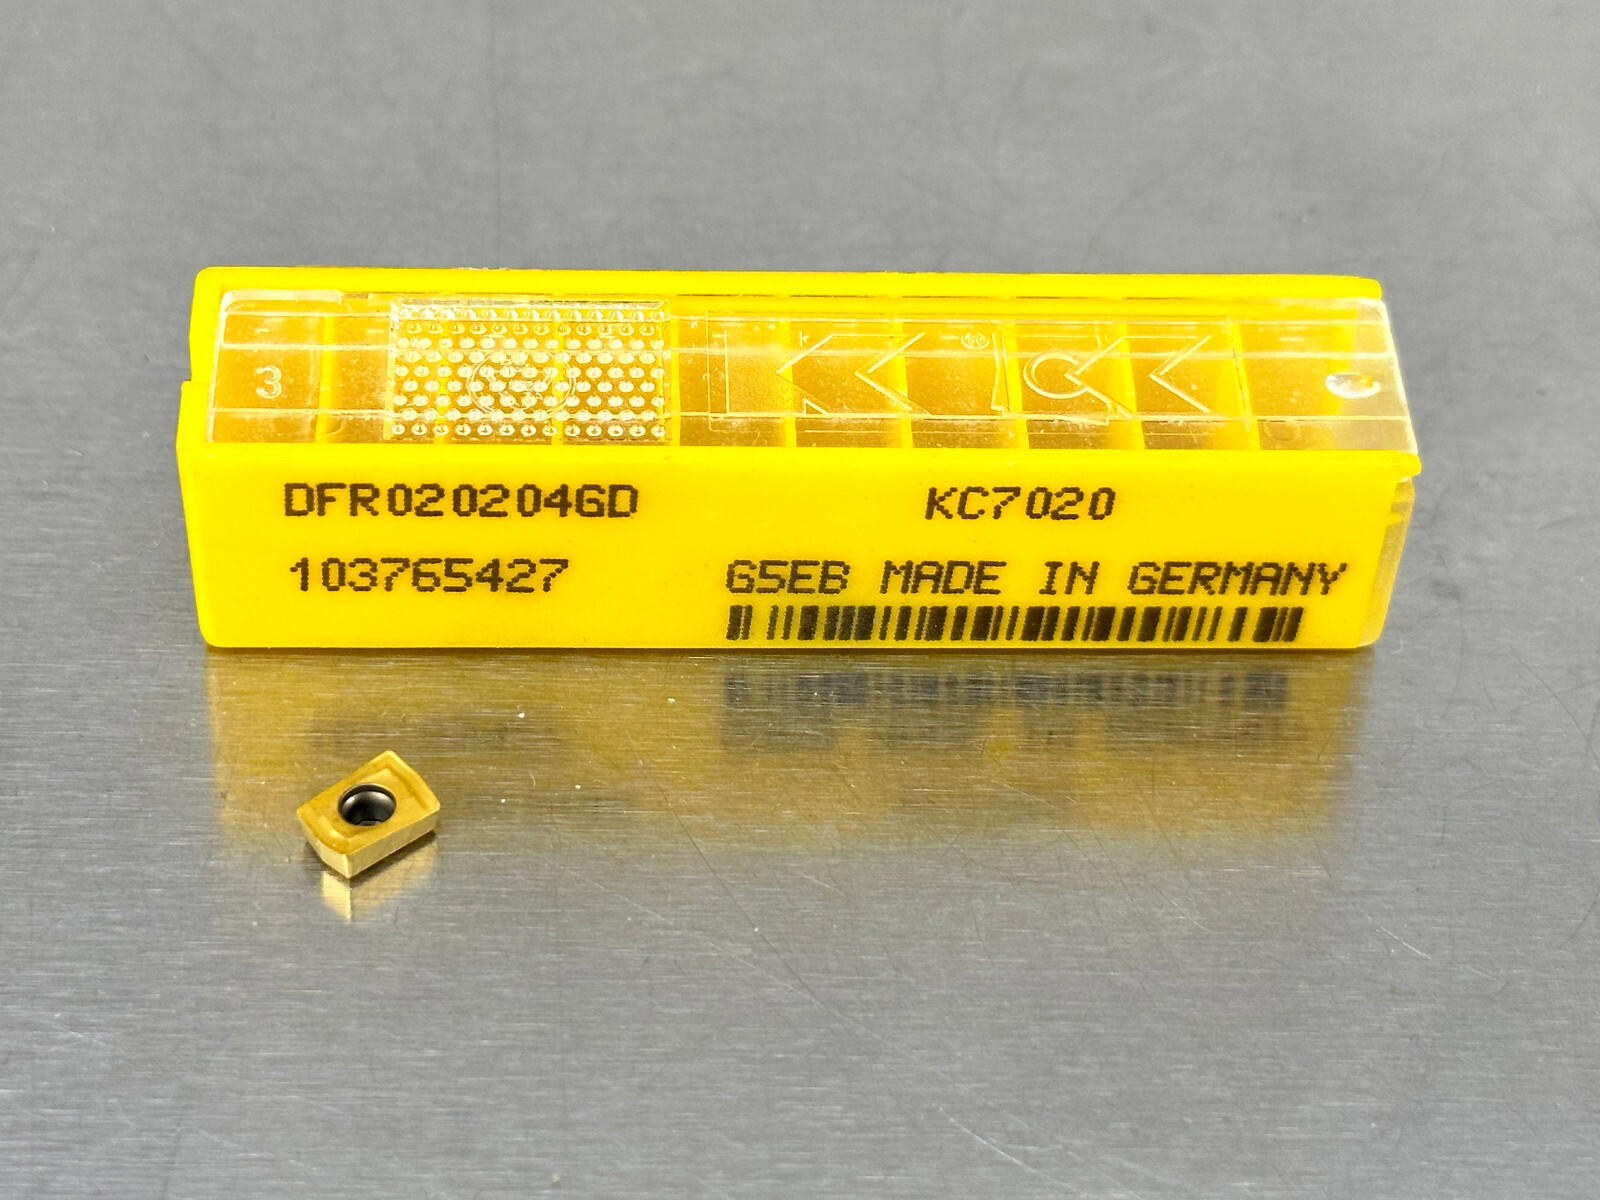 3
DFR020204GD KC7020
103765427 G5EB MADE IN GERMANY